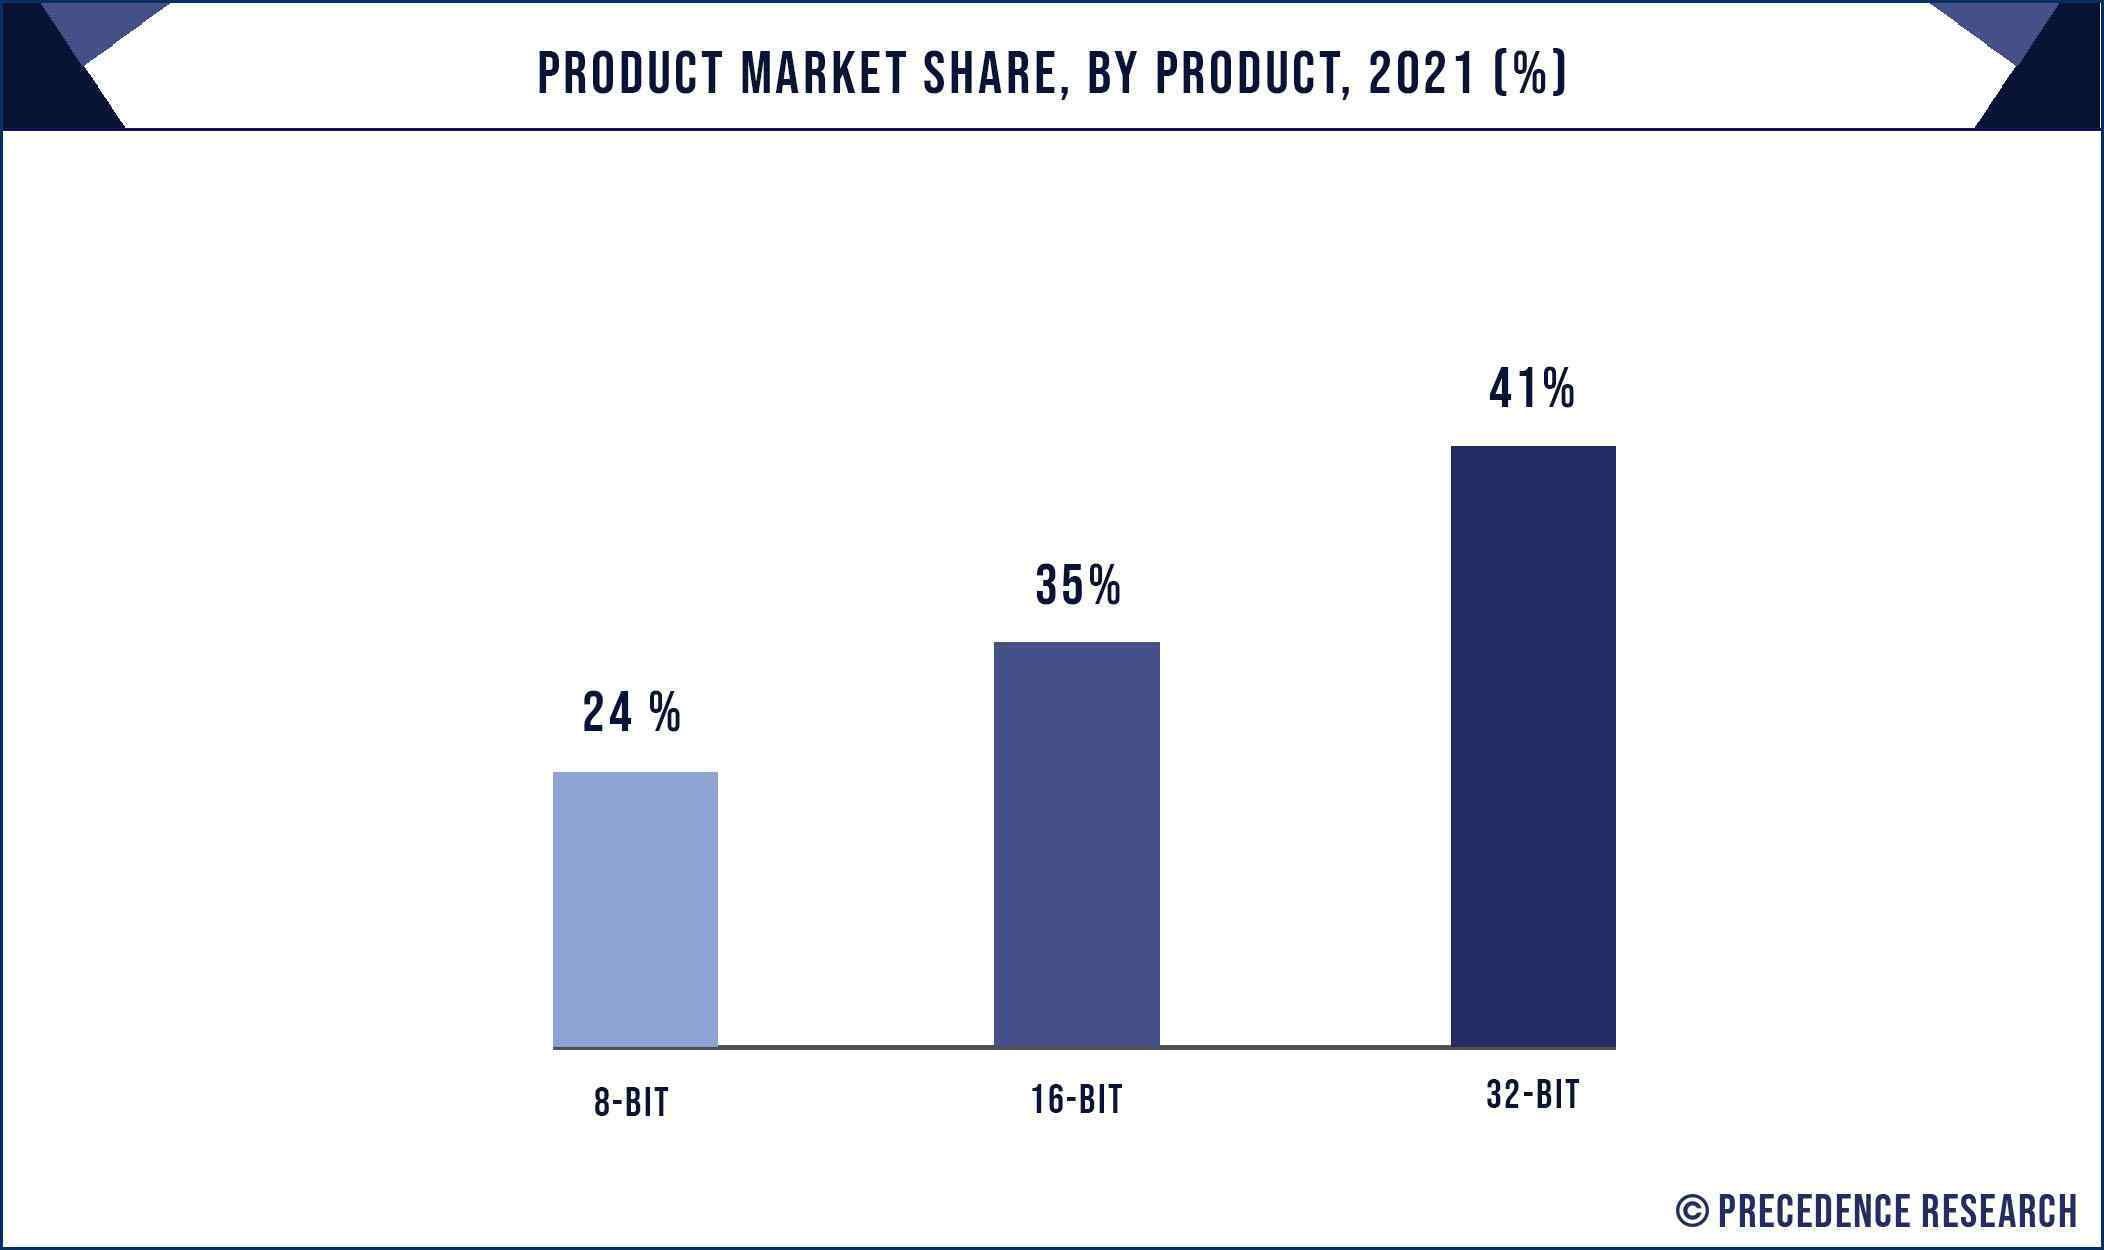 PRODUCT MARKET SHARE, BY PRODUCT, 2021 (%)
41%
35%
24 %
8-BIT
16-BIT
32-BIT
© PRECEDENCE RESEARCH